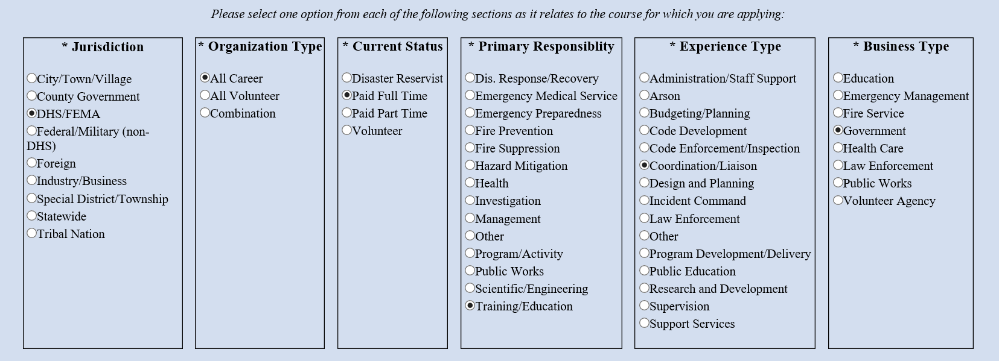 Please select one option from each of the following sections as it relates to the course for which you are applying:
* Jurisdiction
City/Town/Village
County Government
DHS/FEMA
Federal/Military (non-
DHS)
Foreign
Industry/Business
Special District/Township
Statewide
Tribal Nation
* Organization Type
All Career
All Volunteer
Combination
* Current Status
Disaster Reservist
Paid Full Time
Paid Part Time
Volunteer
* Primary Responsiblity
Dis. Response/Recovery
Emergency Medical Service
Emergency Preparedness
Fire Prevention
Fire Suppression
Hazard Mitigation
Health
Investigation
Management
Other
Program/Activity
Public Works
Scientific/Engineering
Training/Education
* Experience Type
Administration/Staff Support
Arson
Budgeting/Planning
Code Development
Code Enforcement/Inspection
Coordination/Liaison
Design and Planning
Incident Command
Law Enforcement
Other
Program Development/Delivery
Public Education
Research and Development
Supervision
Support Services
* Business Type
Education
Emergency Management
Fire Service
Government
Health Care
Law Enforcement
Public Works
Volunteer Agency